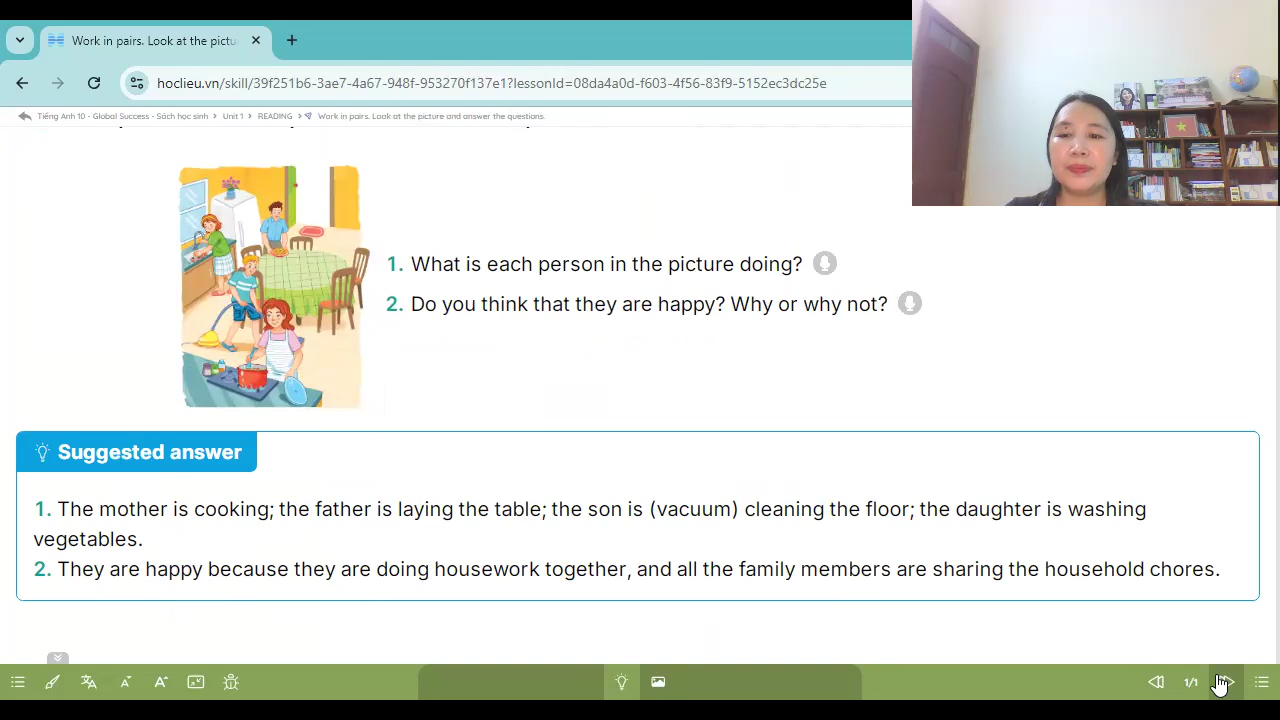 Work in pairs. Look at the pictu
hoclieu.vn/skill/39f251b6-3ae7-4a67-948f-953270f137e1?lessonId=08da4a0d-f603-4f56-83f9-5152ec3dc25e
Tiếng Anh 10 - Global Success - Sách học sinh > Unit 1 > READING > Work in pairs. Look at the picture and answer the questions.
1. What is each person in the picture doing?
2. Do you think that they are happy? Why or why not?
Suggested answer
1. The mother is cooking; the father is laying the table; the son is (vacuum) cleaning the floor; the daughter is washing
vegetables.
2. They are happy because they are doing housework together, and all the family members are sharing the household chores.
1/1